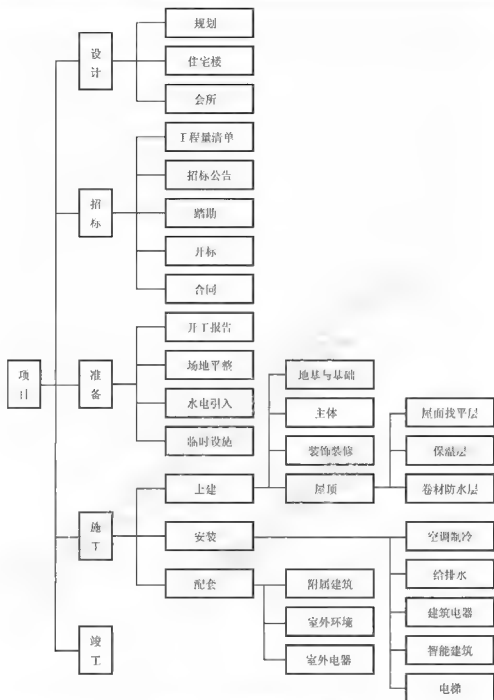 项目
设计
规划
住宅楼
会所
招标
工程量清单
招标公告
踏勘
开标
合同
准备
开工报告
场地平整
水电引入
临时设施
施工
土建
地基与基础
主体
装饰装修
屋顶
屋面找平层
保温层
卷材防水层
安装
空调制冷
给排水
建筑电器
智能建筑
电梯
配套
附属建筑
室外环境
室外电器
竣工